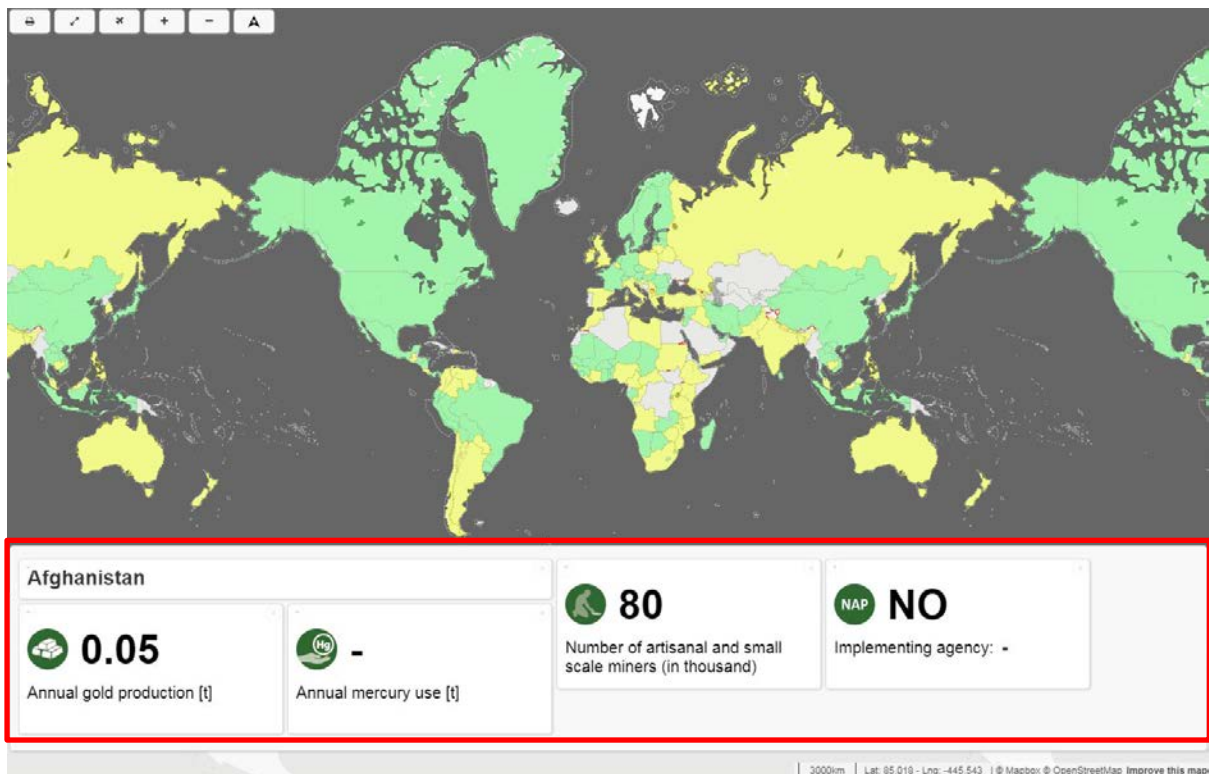 Afghanistan
0.05
Annual gold production [t]
Hg
-
Annual mercury use [t]
80
Number of artisanal and small
scale miners (in thousand)
NAP
NO
Implementing agency: -
3000km
Lat: 85.018 - Lng: -445.543 | © Mapbox © OpenStreetMap Improve this map